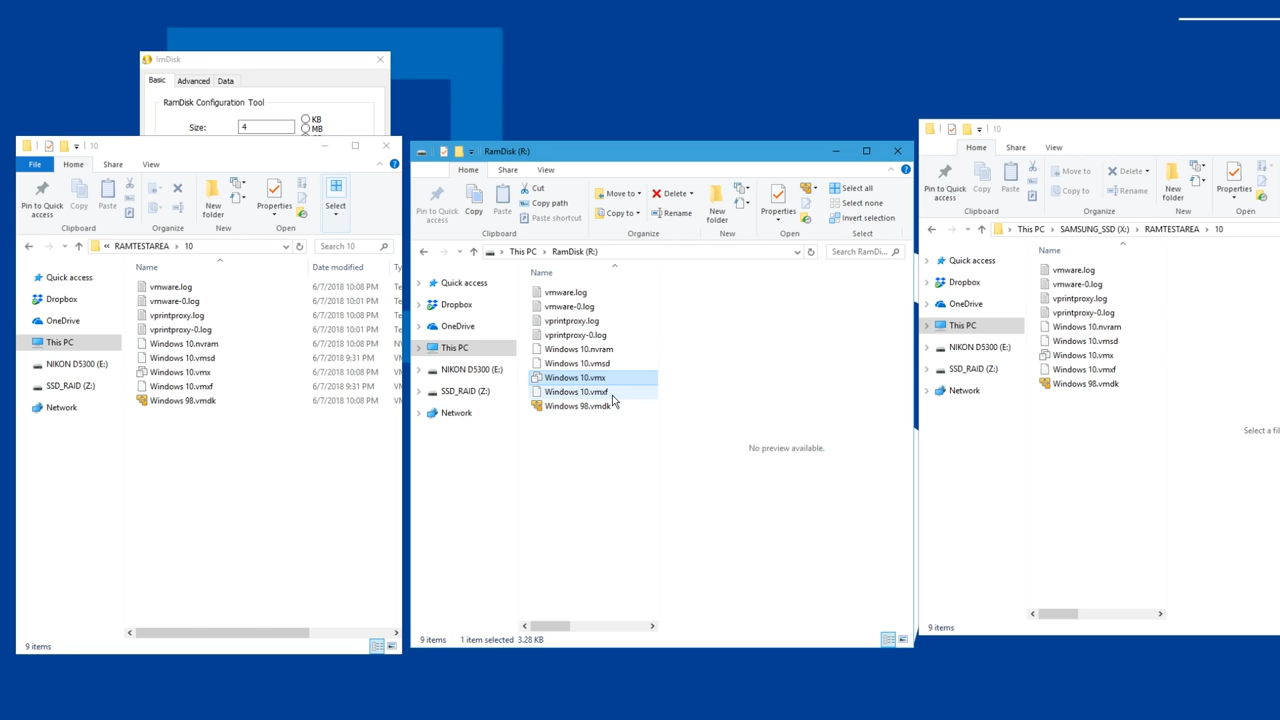 ImDisk
Basic Advanced Data
RamDisk Configuration Tool
Size: 4 KB
MB
10
File Home Share View
Pin to Quick access Copy Paste New folder Properties Select
Clipboard Organize New Open
« RAMTESTAREA > 10 Search 10
Name Date modified Ty
Quick access
Dropbox
OneDrive
This PC
NIKON D5300 (E:)
SSD_RAID (Z:)
Network
vmware.log 6/7/2018 10:08 PM Te
vmware-0.log 6/7/2018 10:01 PM Te
vprintproxy.log 6/7/2018 10:08 PM Te
vprintproxy-0.log 6/7/2018 10:01 PM Te
Windows 10.nvram 6/7/2018 10:08 PM
Windows 10.vmsd 6/7/2018 9:31 PM
Windows 10.vmx 6/7/2018 10:08 PM
Windows 10.vmxf 6/7/2018 9:31 PM
Windows 98.vmdk 6/7/2018 10:08 PM
9 items
RamDisk (R:)
Home Share View
Pin to Quick access Copy Paste Cut
Copy path
Paste shortcut
Move to Delete
Copy to Rename
New folder Properties
Select all
Select none
Invert selection
Clipboard Organize New Open Select
This PC > RamDisk (R:) Search RamDi...
Name
Quick access
Dropbox
OneDrive
This PC
NIKON D5300 (E:)
SSD_RAID (Z:)
Network
vmware.log
vmware-0.log
vprintproxy.log
vprintproxy-0.log
Windows 10.nvram
Windows 10.vmsd
Windows 10.vmx
Windows 10.vmxf
Windows 98.vmdk
No preview available.
9 items 1 item selected 3.28 KB
10
Home Share View
Pin to Quick access Copy Paste
Move to Delete
Copy to Rename
New folder Properties
Clipboard Organize New Open
This PC > SAMSUNG_SSD (X:) > RAMTESTAREA > 10
Name
Quick access
Dropbox
OneDrive
This PC
NIKON D5300 (E:)
SSD_RAID (Z:)
Network
vmware.log
vmware-0.log
vprintproxy.log
vprintproxy-0.log
Windows 10.nvram
Windows 10.vmsd
Windows 10.vmx
Windows 10.vmxf
Windows 98.vmdk
Select a fil
9 items